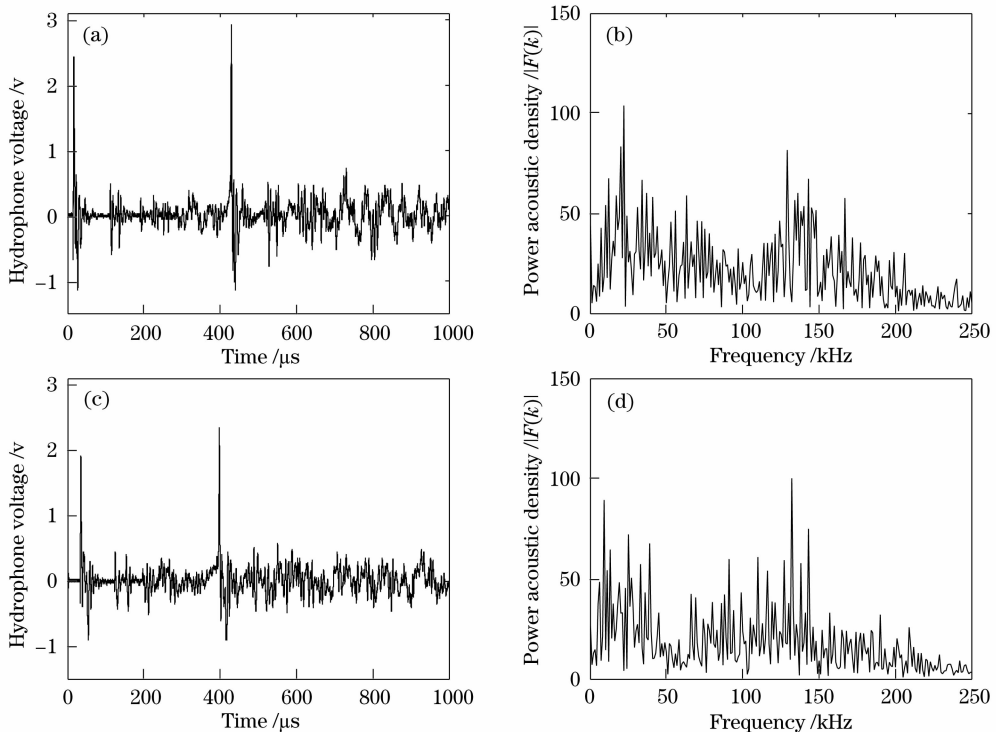 (a)
Hydrophone voltage /v
3
2
1
0
−1
0 200 400 600 800 1000
Time /μs
(b)
Power acoustic density /|F(k)|
150
100
50
0
0 50 100 150 200 250
Frequency /kHz
(c)
Hydrophone voltage /v
3
2
1
0
−1
0 200 400 600 800 1000
Time /μs
(d)
Power acoustic density /|F(k)|
150
100
50
0
0 50 100 150 200 250
Frequency /kHz